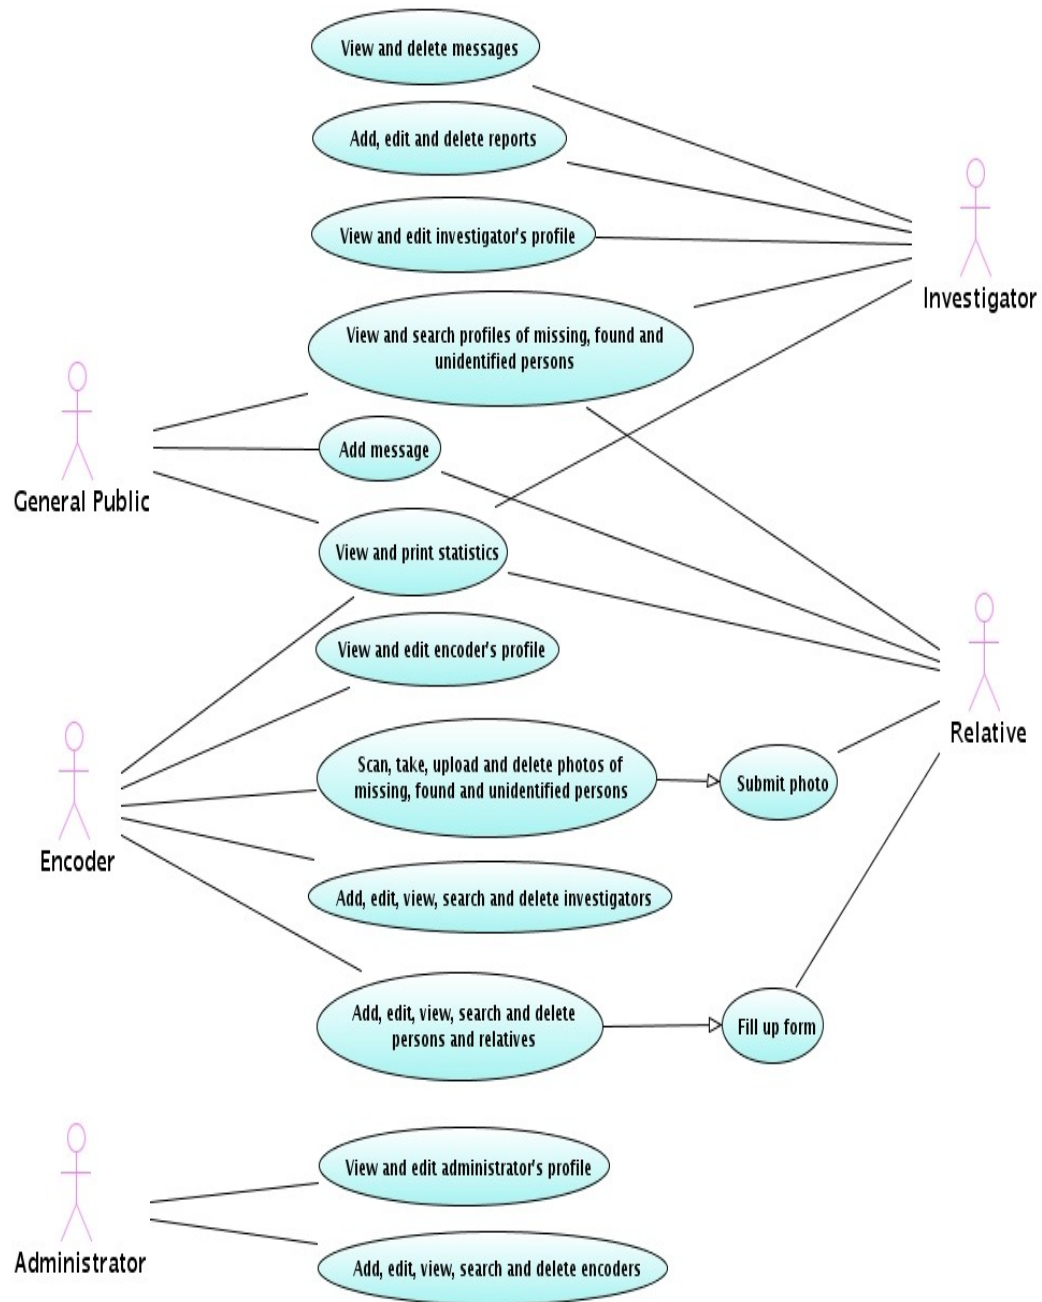 View and delete messages
Add, edit and delete reports
View and edit investigator's profile
Investigator
View and search profiles of missing, found and
unidentified persons
General Public
Add message
View and print statistics
View and edit encoder's profile
Relative
Scan, take, upload and delete photos of
missing, found and unidentified persons
Submit photo
Encoder
Add, edit, view, search and delete investigators
Add, edit, view, search and delete
persons and relatives
Fill up form
View and edit administrator's profile
Administrator
Add, edit, view, search and delete encoders